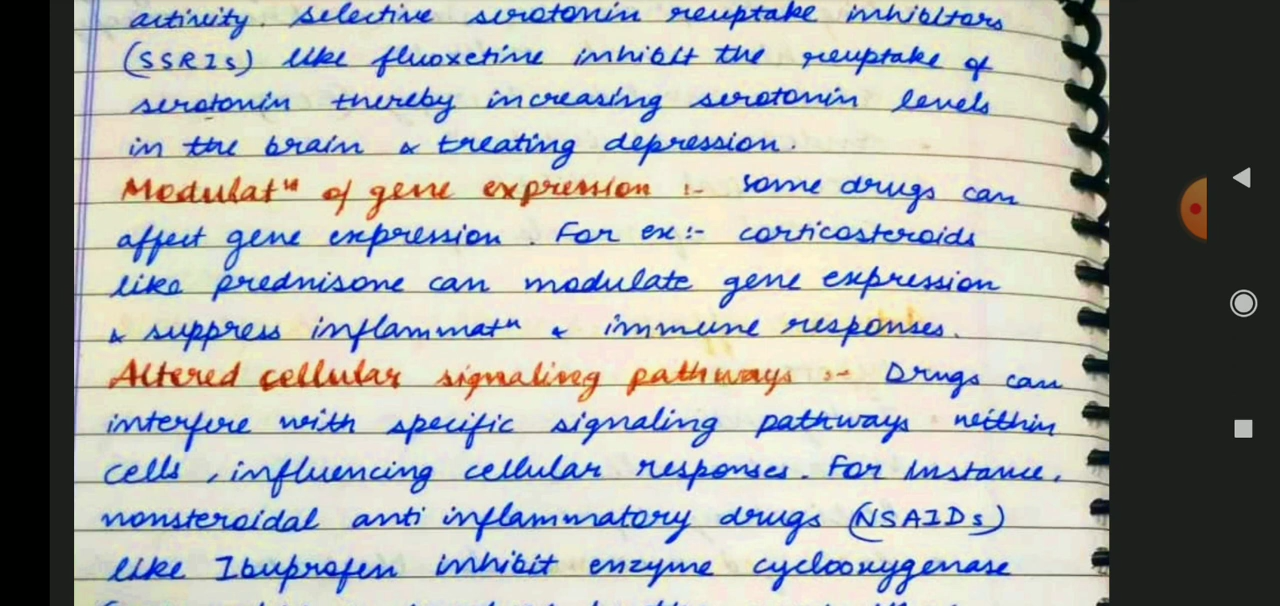 activity. Selective serotonin reuptake inhibitors
(SSRIs) like fluoxetine inhibit the reuptake of
serotonin thereby increasing serotonin levels
in the brain & treating depression.
Modulatⁿ of gene expression :- Some drugs can
affect gene expression. For ex:- corticosteroids
like prednisone can modulate gene expression
& suppress inflammatⁿ & immune responses.
Altered cellular signaling pathways :- Drugs can
interfere with specific signaling pathways within
cells, influencing cellular responses. For Instance,
nonsteroidal anti inflammatory drugs (NSAIDs)
like Ibuprofen inhibit enzyme cyclooxygenase